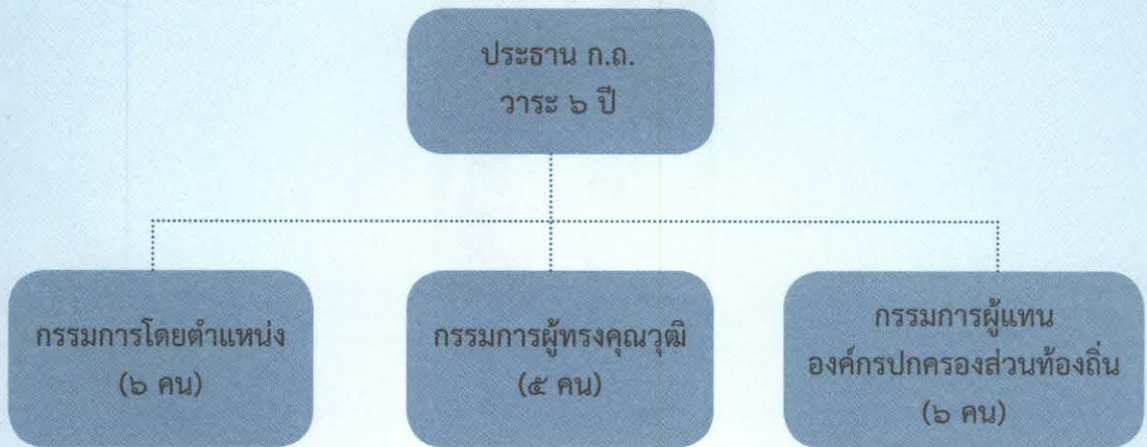 ประธาน ก.ถ.
วาระ ๖ ปี
กรรมการโดยตำแหน่ง
(๖ คน)
กรรมการผู้ทรงคุณวุฒิ
(๕ คน)
กรรมการผู้แทน
องค์กรปกครองส่วนท้องถิ่น
(๖ คน)